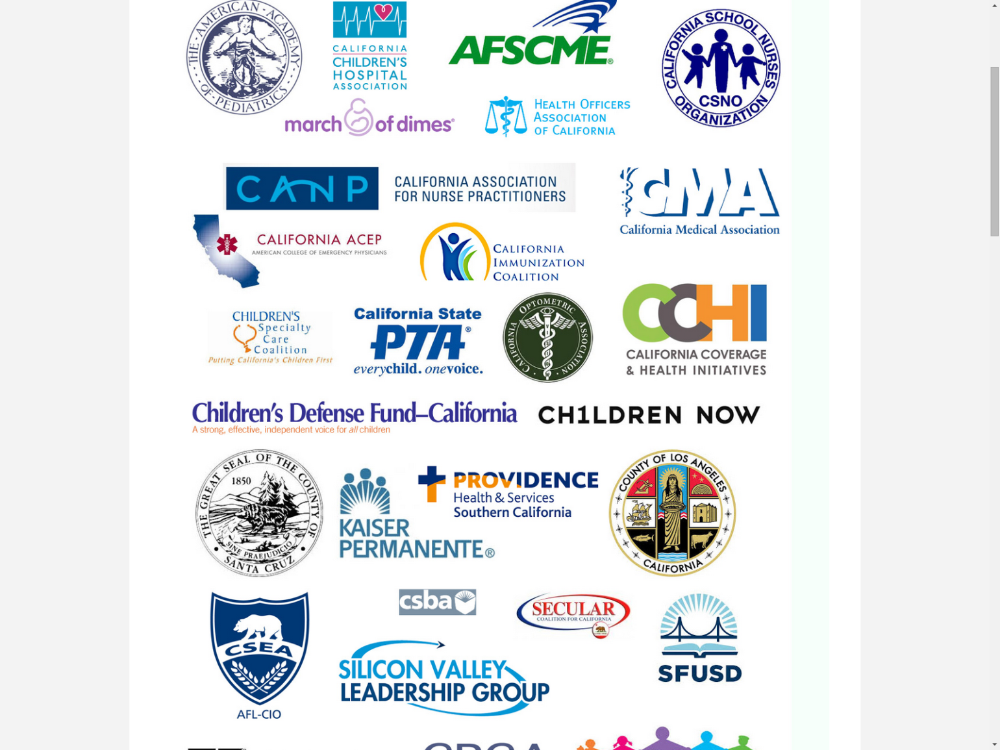 THE · AMERICAN · ACADEMY · OF · PEDIATRICS
CALIFORNIA
CHILDREN'S
HOSPITAL
ASSOCIATION
AFSCME®
CALIFORNIA SCHOOL NURSES
ORGANIZATION
CSNO
march of dimes®
HEALTH OFFICERS
ASSOCIATION
OF CALIFORNIA
CANP
CALIFORNIA ASSOCIATION
FOR NURSE PRACTITIONERS
CMA
California Medical Association
CALIFORNIA ACEP
AMERICAN COLLEGE OF EMERGENCY PHYSICIANS
CALIFORNIA
IMMUNIZATION
COALITION
CHILDREN'S
Specialty
Care
Coalition
Putting California's Children First
California State
PTA®
everychild. onevoice.
CALIFORNIA OPTOMETRIC ASSOCIATION
CCHI
CALIFORNIA COVERAGE
& HEALTH INITIATIVES
Children's Defense Fund–California
A strong, effective, independent voice for all children
CH1LDREN NOW
THE GREAT SEAL OF THE COUNTY OF
SANTA CRUZ
1850
SINE PRAEJUDICIO
KAISER
PERMANENTE®
PROVIDENCE
Health & Services
Southern California
COUNTY OF LOS ANGELES
CALIFORNIA
CSEA
AFL-CIO
csba
SECULAR
COALITION FOR CALIFORNIA
SILICON VALLEY
LEADERSHIP GROUP
SFUSD